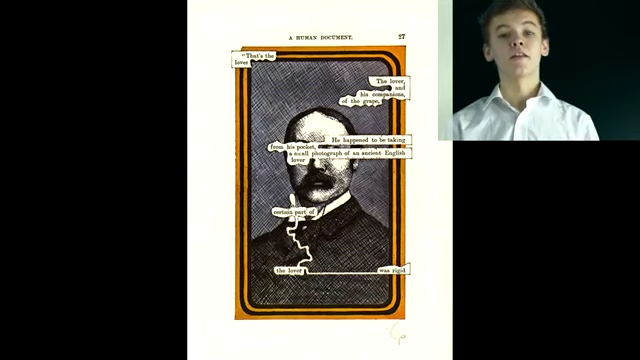 A HUMAN DOCUMENT. 27
"That's the
lover
The lover,
and
his companions,
of the grape,
He happened to be taking
from his pocket,
a small photograph of an ancient English
lover
certain part of
the lover was rigid